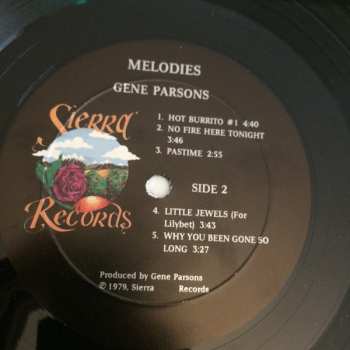 MELODIES
GENE PARSONS
Sierra
Records
1. HOT BURRITO #1 4:40
2. NO FIRE HERE TONIGHT
3:46
3. PASTIME 2:55
SIDE 2
4. LITTLE JEWELS (For
Lilybet) 3:43
5. WHY YOU BEEN GONE SO
LONG 3:27
Produced by Gene Parsons
© 1979, Sierra Records